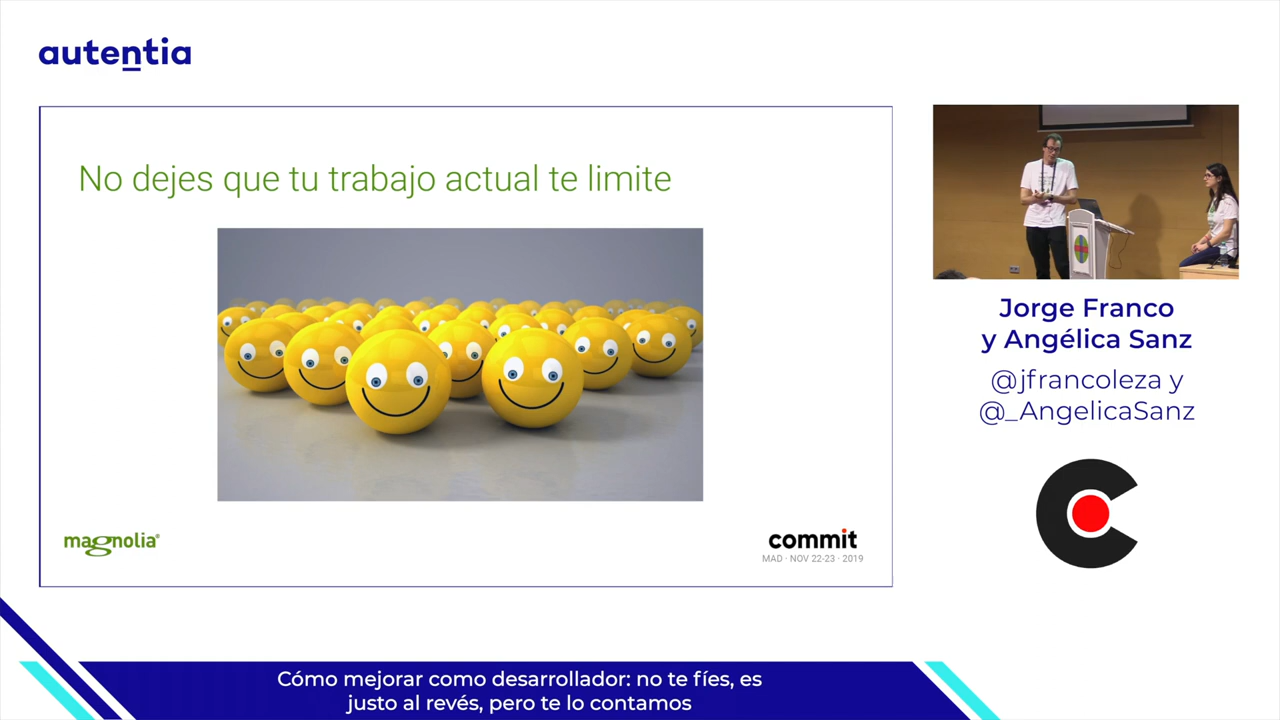 autentia
No dejes que tu trabajo actual te limite
magnolia®
commit
MAD · NOV 22-23 · 2019
Jorge Franco
y Angélica Sanz
@jfrancoleza y
@_AngelicaSanz
Cómo mejorar como desarrollador: no te fíes, es
justo al revés, pero te lo contamos